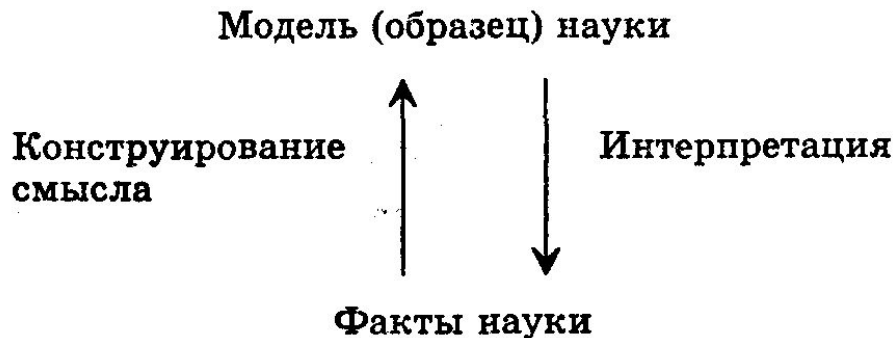 Модель (образец) науки
Конструирование
смысла
Интерпретация
Факты науки